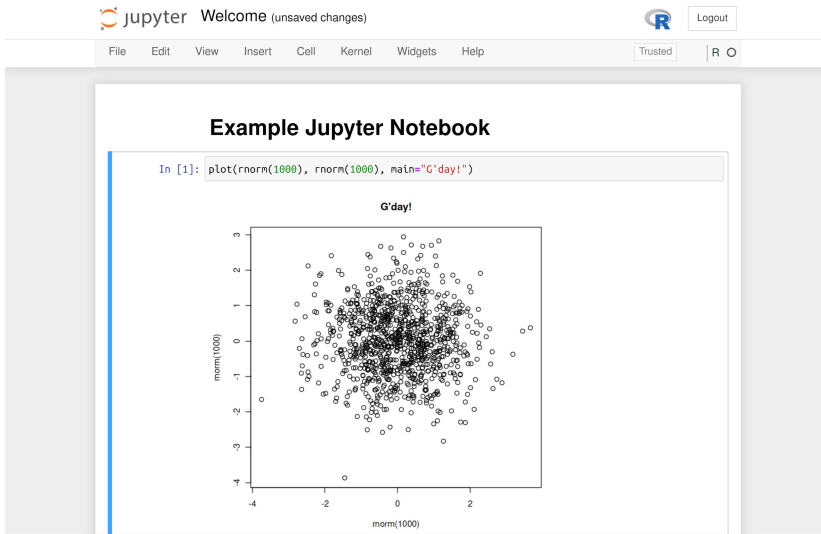 jupyter Welcome (unsaved changes) R Logout
File Edit View Insert Cell Kernel Widgets Help Trusted R
Example Jupyter Notebook
In [1]: plot(rnorm(1000), rnorm(1000), main="G'day!")
G'day!
3
2
1
0
-1
-2
-3
-4
rnorm(1000)
-4 -2 0 2
rnorm(1000)